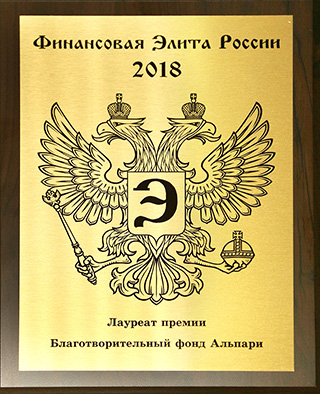 Финансовая Элита России
2018
Э
Лауреат премии
Благотворительный фонд Альпари